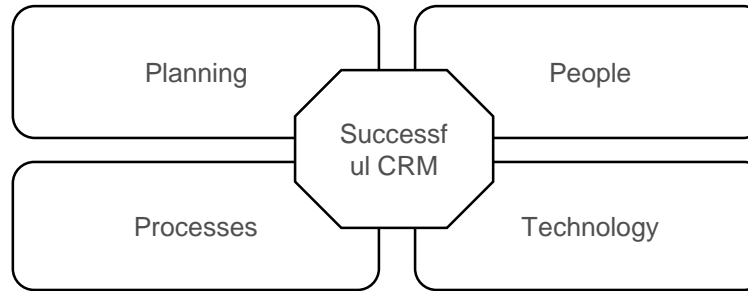 Planning
People
Successf
ul CRM
Processes
Technology